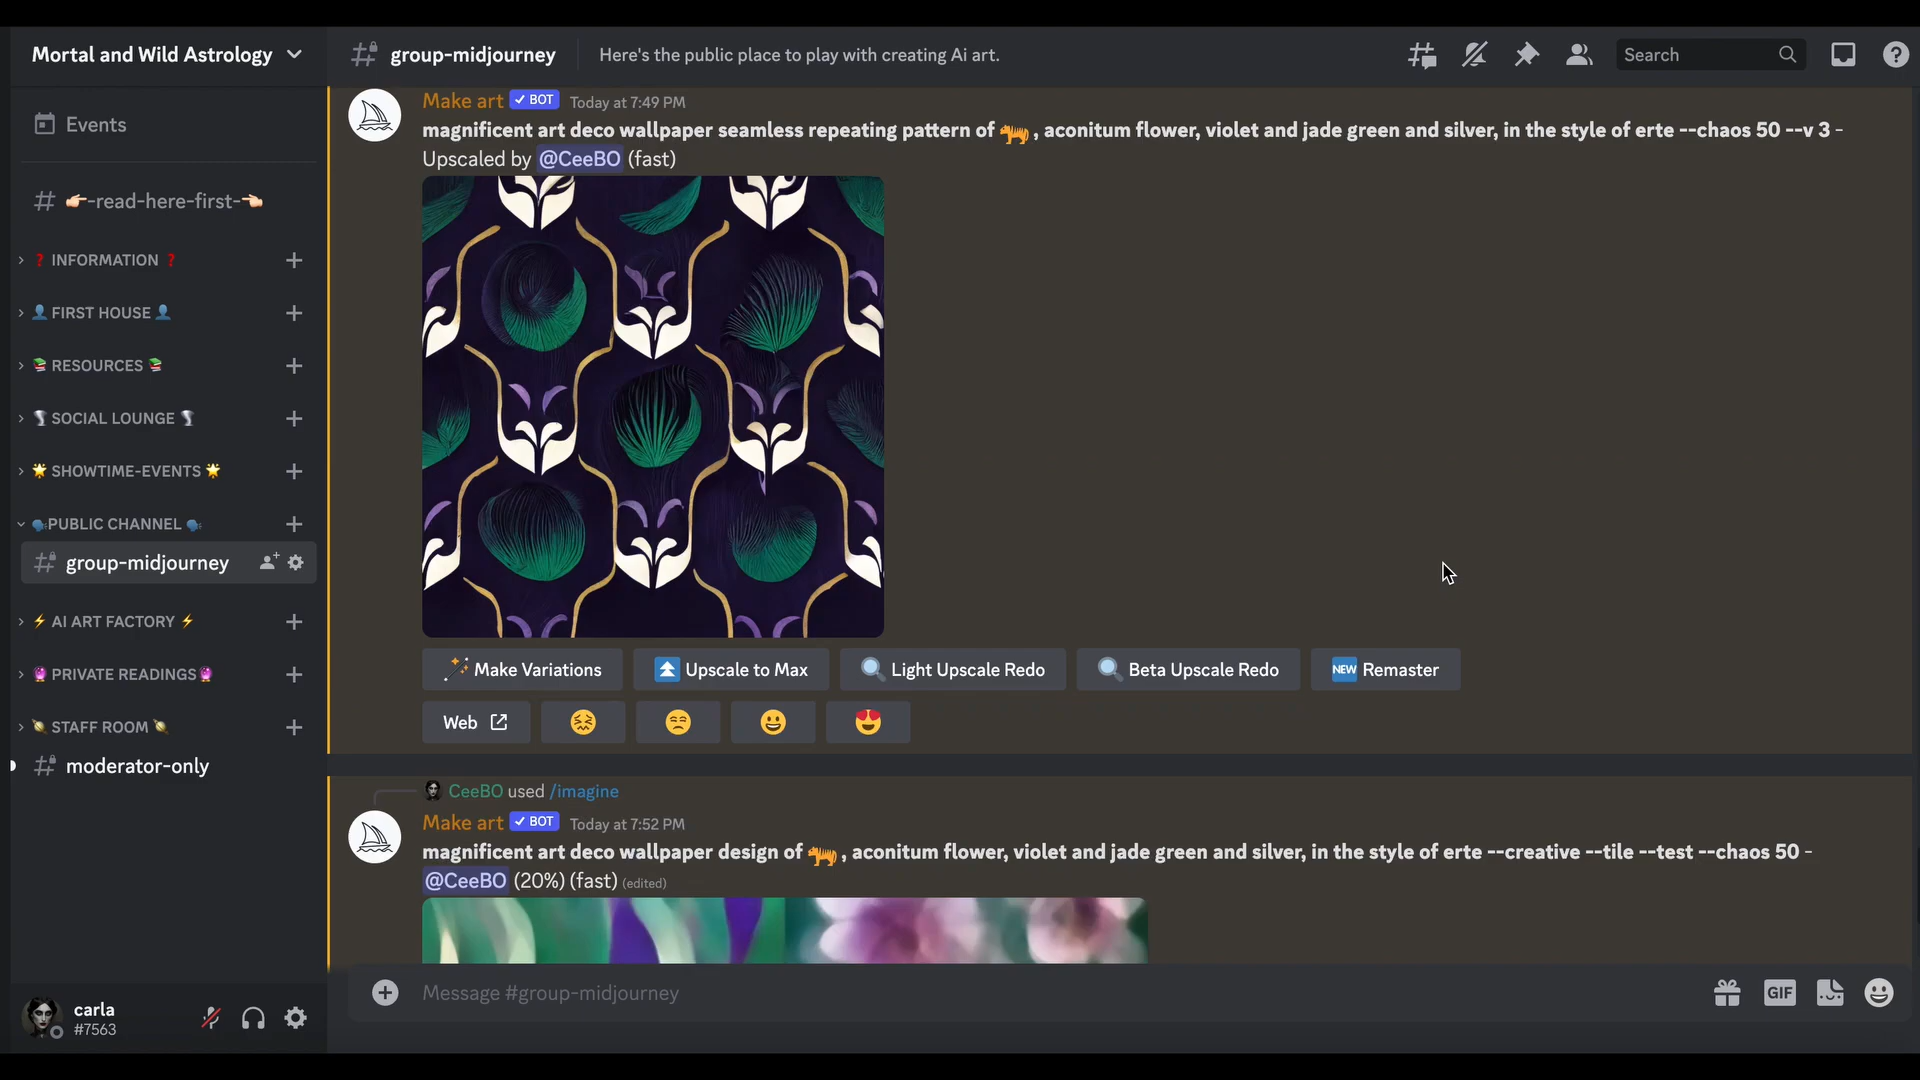 Mortal and Wild Astrology
group-midjourney
Here's the public place to play with creating Ai art.
Search
Events
-read-here-first-
❓ INFORMATION ❓
👤 FIRST HOUSE 👤
📚 RESOURCES 📚
🌪 SOCIAL LOUNGE 🌪
🌟 SHOWTIME-EVENTS 🌟
🗣PUBLIC CHANNEL 🗣
group-midjourney
⚡ AI ART FACTORY ⚡
🔮 PRIVATE READINGS🔮
STAFF ROOM
moderator-only
carla
#7563
Make art ✓ BOT Today at 7:49 PM
magnificent art deco wallpaper seamless repeating pattern of 🐅 , aconitum flower, violet and jade green and silver, in the style of erte --chaos 50 --v 3 -
Upscaled by @CeeBO (fast)
Make Variations
Upscale to Max
Light Upscale Redo
Beta Upscale Redo
NEW Remaster
Web
CeeBO used /imagine
Make art ✓ BOT Today at 7:52 PM
magnificent art deco wallpaper design of 🐅 , aconitum flower, violet and jade green and silver, in the style of erte --creative --tile --test --chaos 50 -
@CeeBO (20%) (fast) (edited)
Message #group-midjourney
GIF